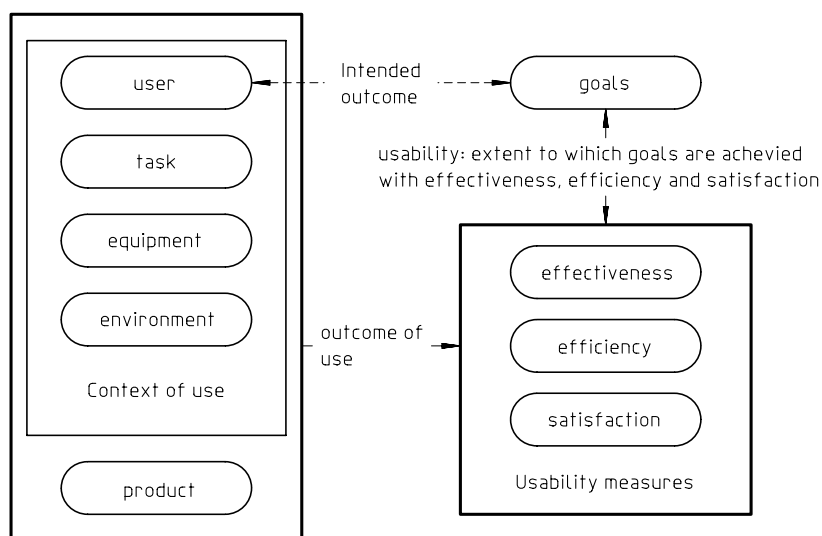 user
task
equipment
environment
Context of use
product
Intended
outcome
goals
usability: extent to wihich goals are achevied
with effectiveness, efficiency and satisfaction
outcome of
use
effectiveness
efficiency
satisfaction
Usability measures